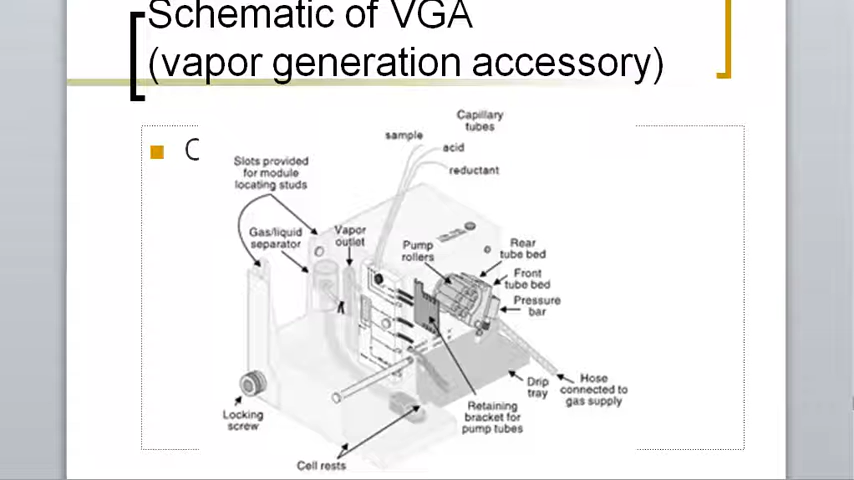 Schematic of VGA
(vapor generation accessory)
C
Capillary
tubes
sample
acid
reductant
Slots provided
for module
locating studs
Gas/liquid
separator
Vapor
outlet
Pump
rollers
Rear
tube bed
Front
tube bed
Pressure
bar
Drip
tray
Hose
connected to
gas supply
Retaining
bracket for
pump tubes
Locking
screw
Cell rests